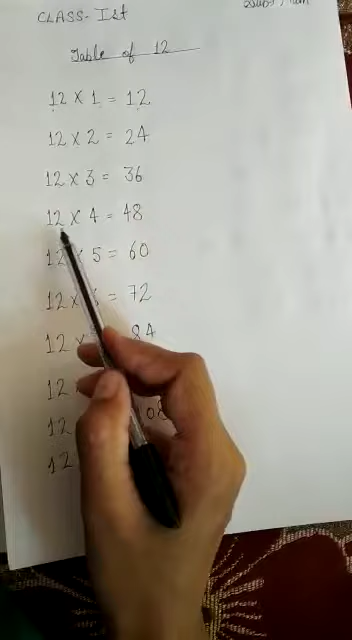 CLASS- Ist
Table of 12
12 X 1 = 12
12 X 2 = 24
12 X 3 = 36
12 X 4 = 48
12 X 5 = 60
12 X = 72
12 X 84
12
12 108
12